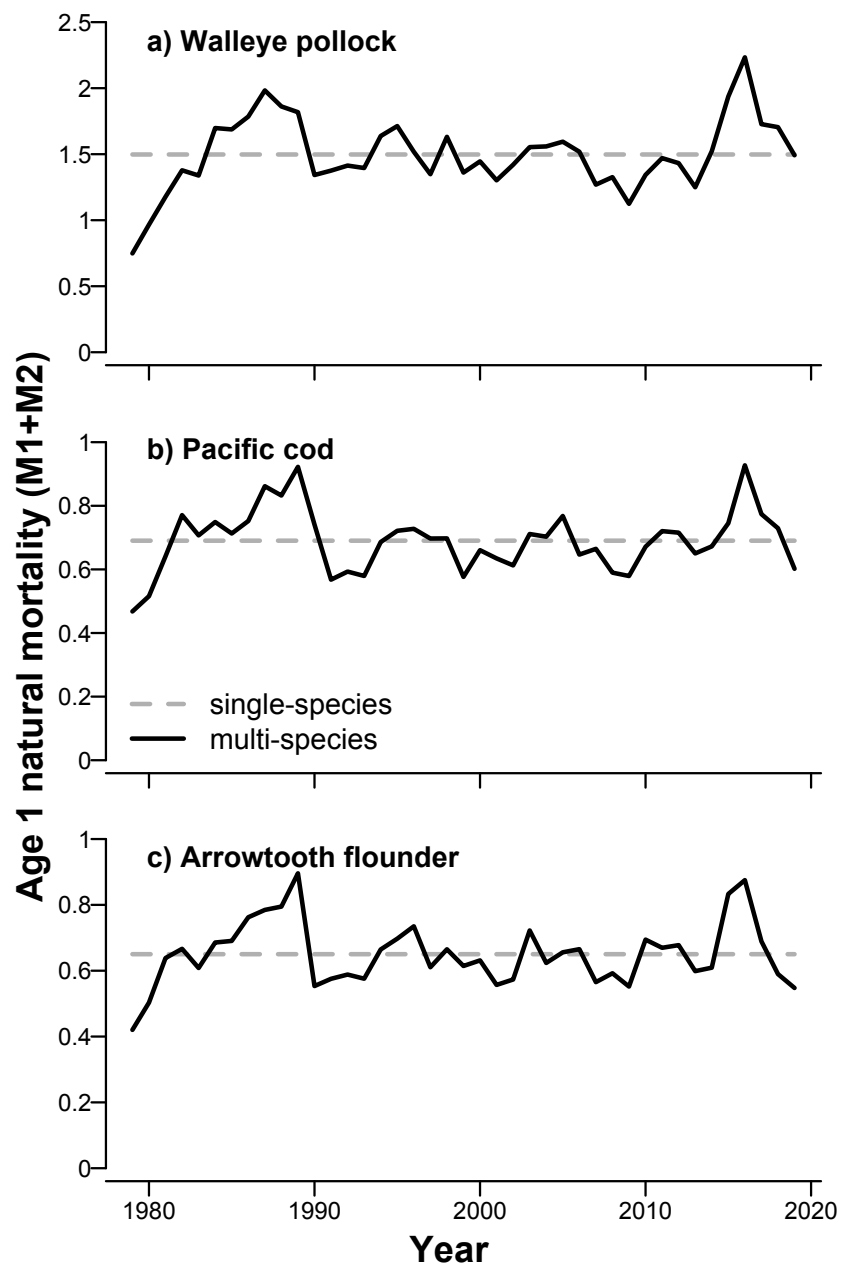 Age 1 natural mortality (M1+M2)
a) Walleye pollock
2.5
2
1.5
1
0.5
0
b) Pacific cod
1
0.8
0.6
0.4
0.2
0
single-species
multi-species
c) Arrowtooth flounder
1
0.8
0.6
0.4
0.2
0
1980 1990 2000 2010 2020
Year